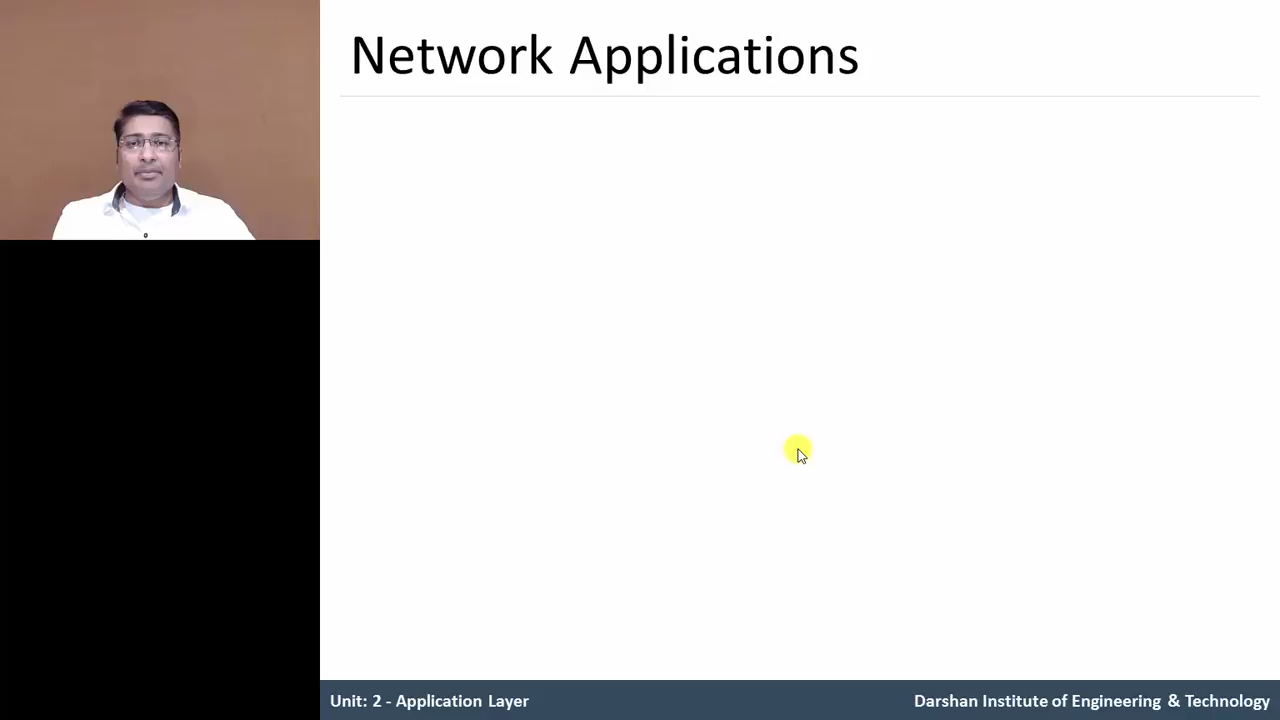 Network Applications
Unit: 2 - Application Layer
Darshan Institute of Engineering & Technology